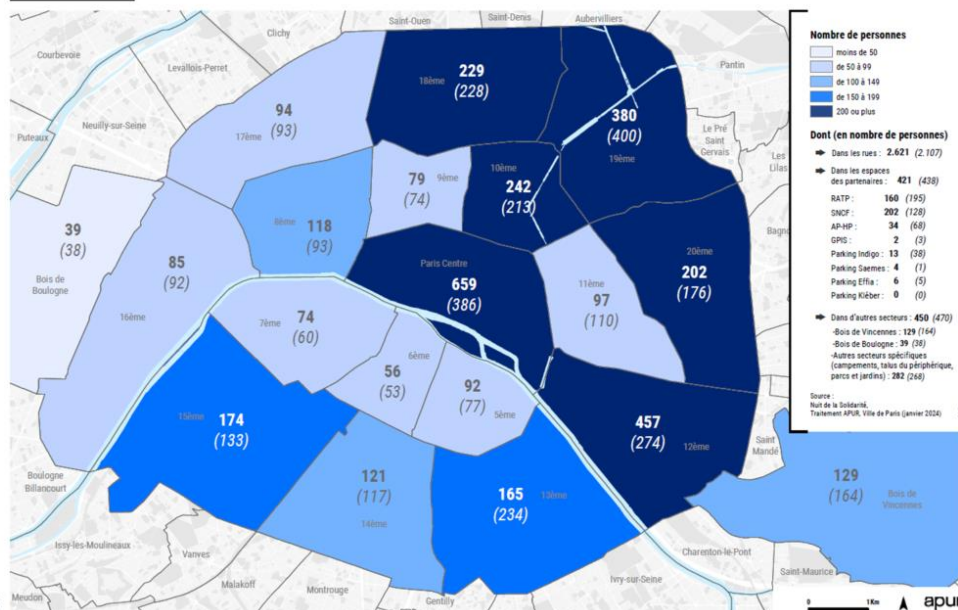 Saint-Ouen
Saint-Denis
Aubervilliers
Clichy
Courbevoie
Levallois-Perret
Pantin
Neuilly-sur-Seine
Puteaux
18ème
229
(228)
94
(93)
17ème
380
(400)
19ème
Le Pré
Saint
Gervais
Les
Lilas
79
(74)
9ème
10ème
242
(213)
8ème
118
(93)
39
(38)
Bois de
Boulogne
85
(92)
16ème
Paris Centre
659
(386)
11ème
97
(110)
20ème
202
(176)
Bagno
7ème
74
(60)
6ème
56
(53)
92
(77)
5ème
15ème
174
(133)
457
(274)
12ème
Saint
Mandé
121
(117)
14ème
165
(234)
13ème
129
(164)
Bois de
Vincennes
Boulogne
Billancourt
Issy-les-Moulineaux
Vanves
Malakoff
Meudon
Montrouge
Gentilly
Ivry-sur-Seine
Charenton-le-Pont
Saint-Maurice
Nombre de personnes
moins de 50
de 50 à 99
de 100 à 149
de 150 à 199
200 ou plus
Dont (en nombre de personnes)
Dans les rues : 2.621 (2.107)
Dans les espaces
des partenaires : 421 (438)
RATP : 160 (195)
SNCF : 202 (128)
AP-HP : 34 (68)
GPIS : 2 (3)
Parking Indigo : 13 (38)
Parking Saemes : 4 (1)
Parking Effia : 6 (5)
Parking Kléber : 0 (0)
Dans d'autres secteurs : 450 (470)
-Bois de Vincennes : 129 (164)
-Bois de Boulogne : 39 (38)
-Autres secteurs spécifiques
(campements, talus du périphérique,
parcs et jardins) : 282 (268)
Source :
Nuit de la Solidarité,
Traitement APUR, Ville de Paris (janvier 2024)
0 1 Km
apur